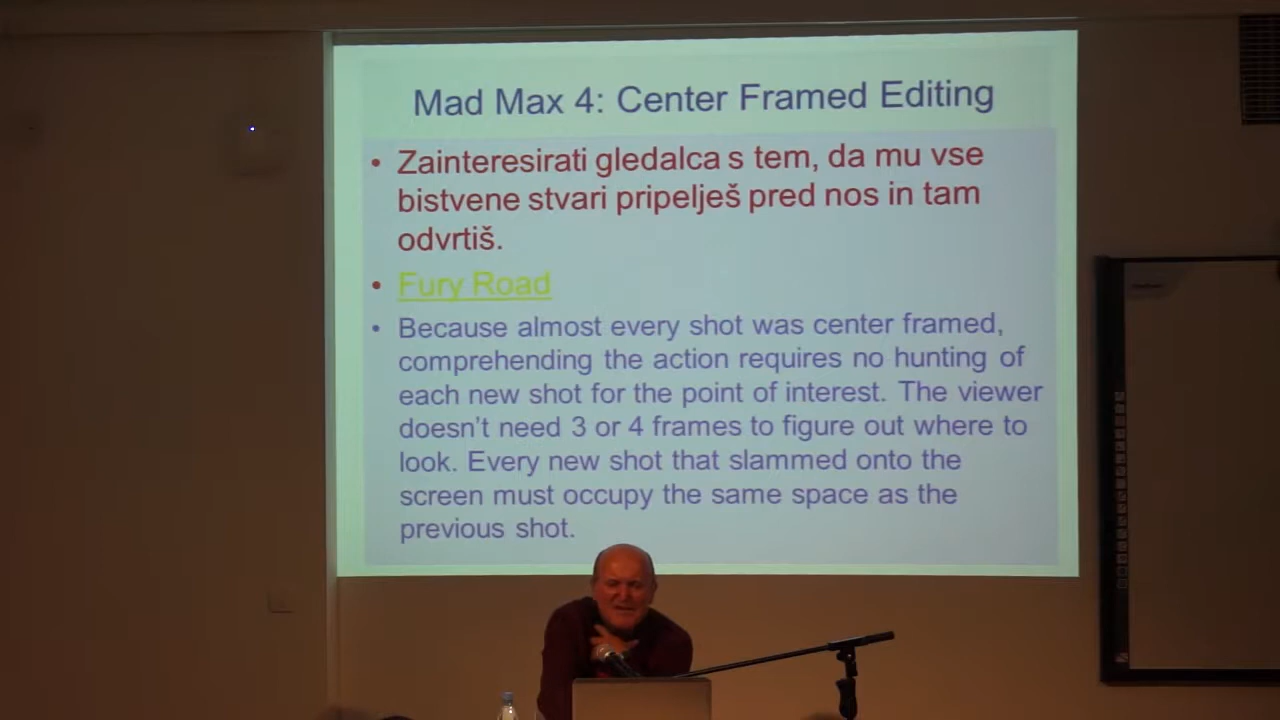 Mad Max 4: Center Framed Editing
• Zainteresirati gledalca s tem, da mu vse
bistvene stvari pripelješ pred nos in tam
odvrtiš.
• Fury Road
• Because almost every shot was center framed,
comprehending the action requires no hunting of
each new shot for the point of interest. The viewer
doesn't need 3 or 4 frames to figure out where to
look. Every new shot that slammed onto the
screen must occupy the same space as the
previous shot.